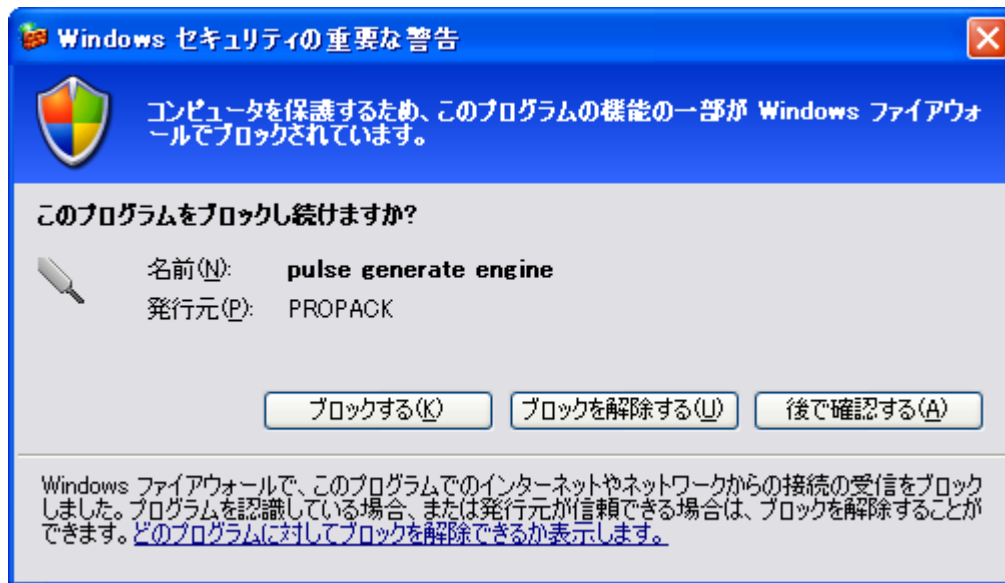 Windows セキュリティの重要な警告
コンピュータを保護するため、このプログラムの機能の一部が Windows ファイアウォ
ールでブロックされています。
このプログラムをブロックし続けますか?
名前(N): pulse generate engine
発行元(P): PROPACK
ブロックする(K) ブロックを解除する(U) 後で確認する(A)
Windows ファイアウォールで、このプログラムでのインターネットやネットワークからの接続の受信をブロック
しました。プログラムを認識している場合、または発行元が信頼できる場合は、ブロックを解除することが
できます。どのプログラムに対してブロックを解除できるか表示します。